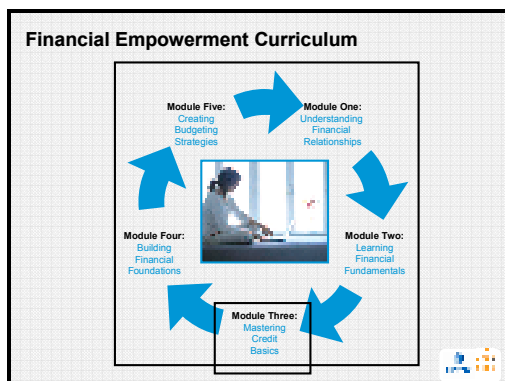 Financial Empowerment Curriculum
Module One:
Understanding
Financial
Relationships
Module Two:
Learning
Financial
Fundamentals
Module Three:
Mastering
Credit
Basics
Module Four:
Building
Financial
Foundations
Module Five:
Creating
Budgeting
Strategies